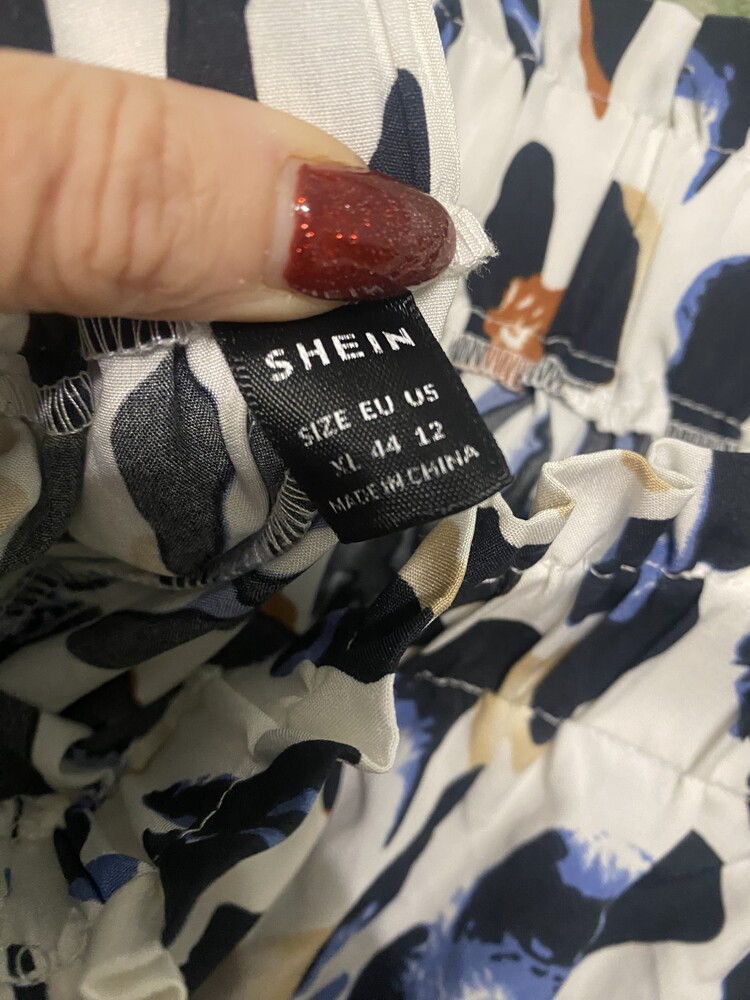 SHEIN
SIZE EU US
XL 44 12
MADE IN CHINA